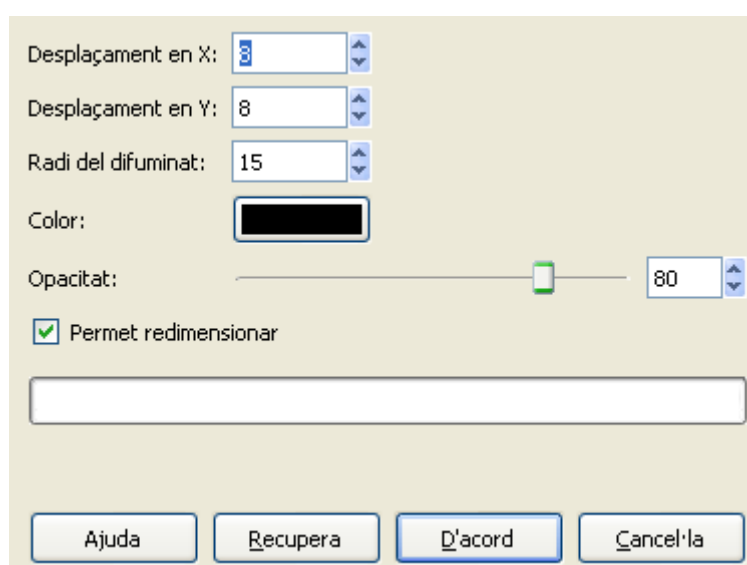 Desplaçament en X: 8
Desplaçament en Y: 8
Radi del difuminat: 15
Color:
Opacitat: 80
Permet redimensionar
Ajuda Recupera D'acord Cancel·la